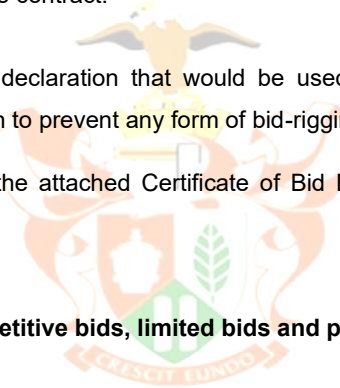 contract.
declaration that would be used
to prevent any form of bid-riggin
the attached Certificate of Bid
etitive bids, limited bids and p
CRESCIT EUNDO